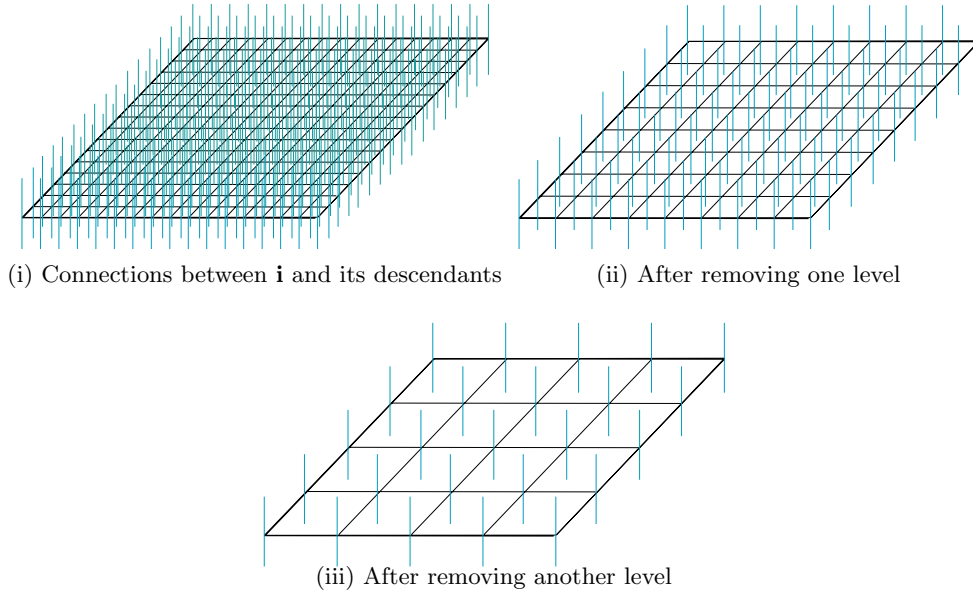 (i) Connections between i and its descendants
(ii) After removing one level
(iii) After removing another level